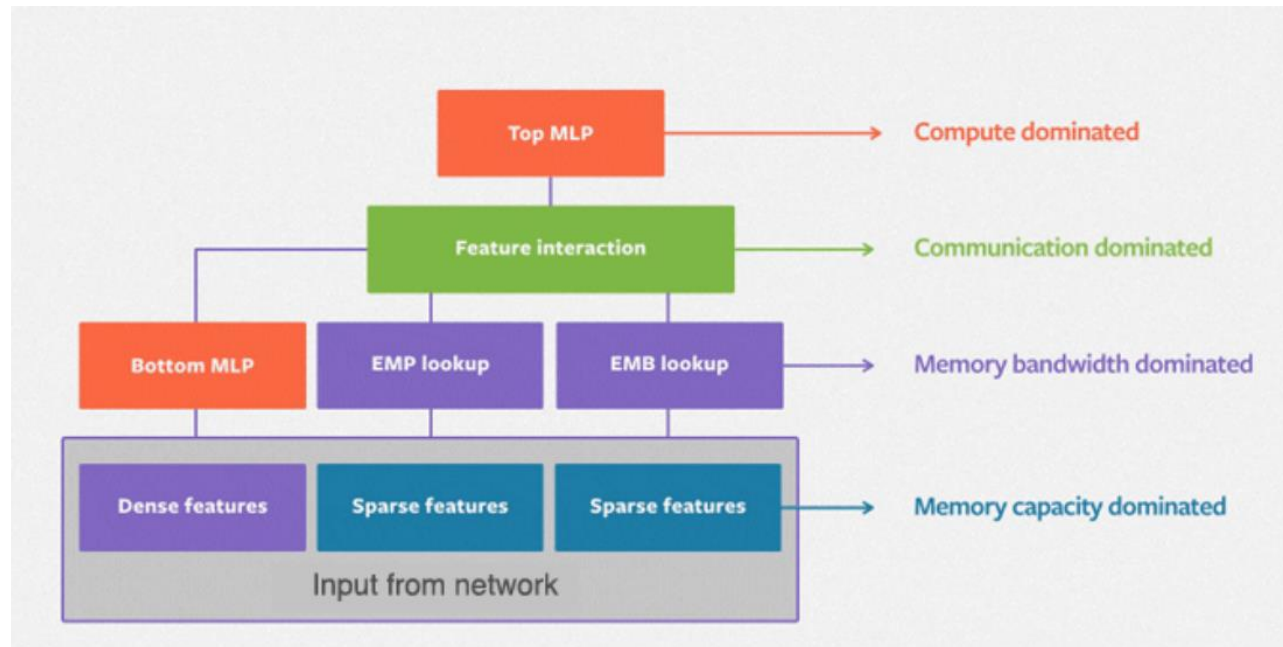 Top MLP
Compute dominated
Feature interaction
Communication dominated
Bottom MLP
EMP lookup
EMB lookup
Memory bandwidth dominated
Dense features
Sparse features
Sparse features
Memory capacity dominated
Input from network